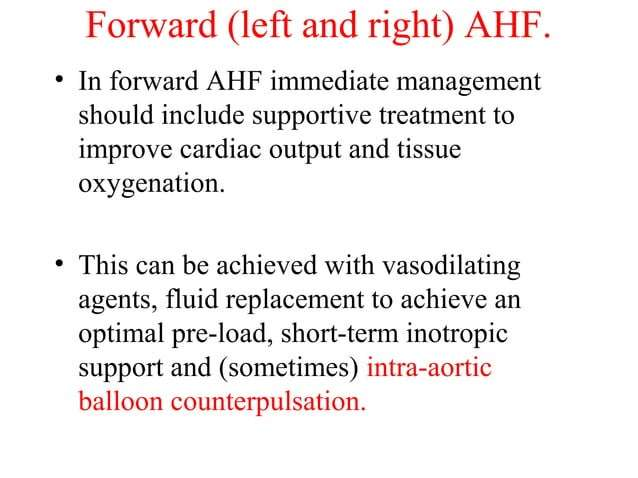 Forward (left and right) AHF.
• In forward AHF immediate management
should include supportive treatment to
improve cardiac output and tissue
oxygenation.
• This can be achieved with vasodilating
agents, fluid replacement to achieve an
optimal pre-load, short-term inotropic
support and (sometimes) intra-aortic
balloon counterpulsation.